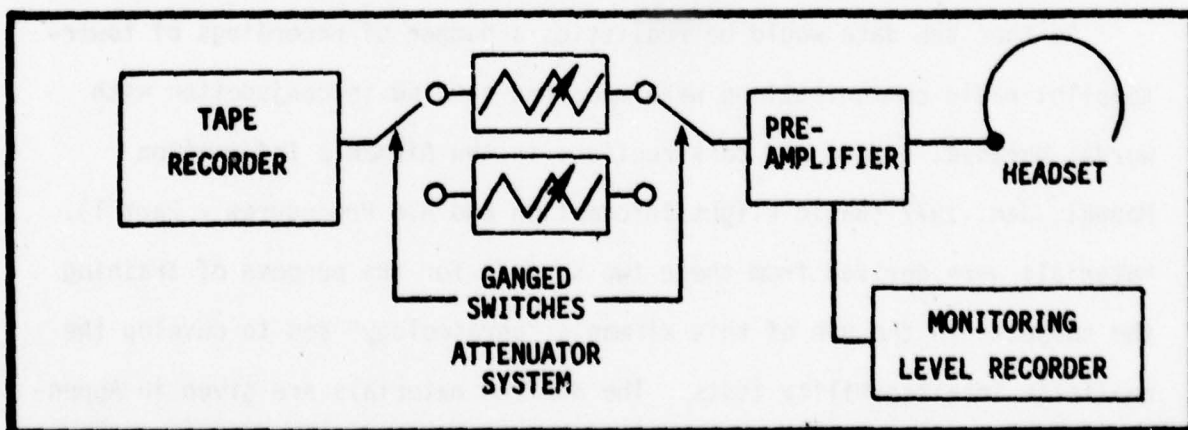 TAPE
RECORDER
GANGED
SWITCHES
ATTENUATOR
SYSTEM
PRE-
AMPLIFIER
HEADSET
MONITORING
LEVEL RECORDER